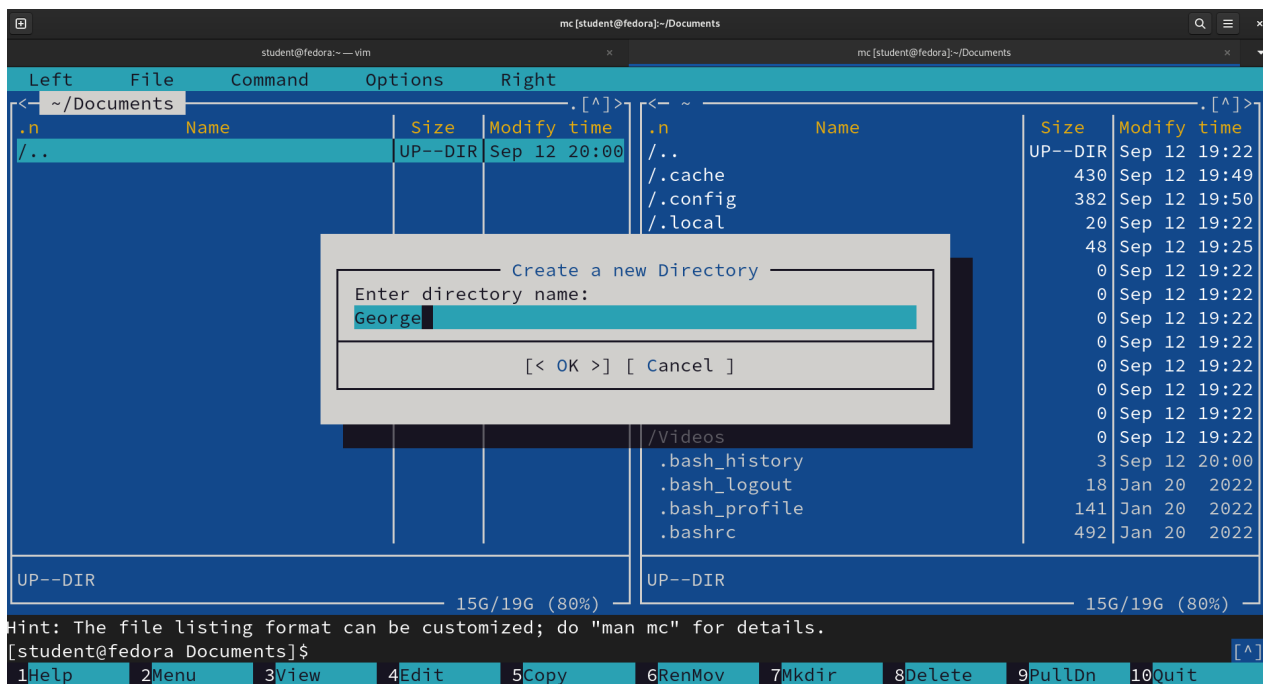 mc [student@fedora]:~/Documents
student@fedora:~ — vim × mc [student@fedora]:~/Documents ×
Left File Command Options Right
<─ ~/Documents .[^]> <─ ~ .[^]>
.n Name Size Modify time .n Name Size Modify time
/.. UP--DIR Sep 12 20:00 /.. UP--DIR Sep 12 19:22
/.cache 430 Sep 12 19:49
/.config 382 Sep 12 19:50
/.local 20 Sep 12 19:22
48 Sep 12 19:25
Create a new Directory 0 Sep 12 19:22
Enter directory name: 0 Sep 12 19:22
George 0 Sep 12 19:22
0 Sep 12 19:22
[< OK >] [ Cancel ] 0 Sep 12 19:22
0 Sep 12 19:22
0 Sep 12 19:22
/Videos 0 Sep 12 19:22
.bash_history 3 Sep 12 20:00
.bash_logout 18 Jan 20 2022
.bash_profile 141 Jan 20 2022
.bashrc 492 Jan 20 2022
UP--DIR UP--DIR
15G/19G (80%) 15G/19G (80%)
Hint: The file listing format can be customized; do "man mc" for details.
[student@fedora Documents]$ [^]
1Help 2Menu 3View 4Edit 5Copy 6RenMov 7Mkdir 8Delete 9PullDn 10Quit